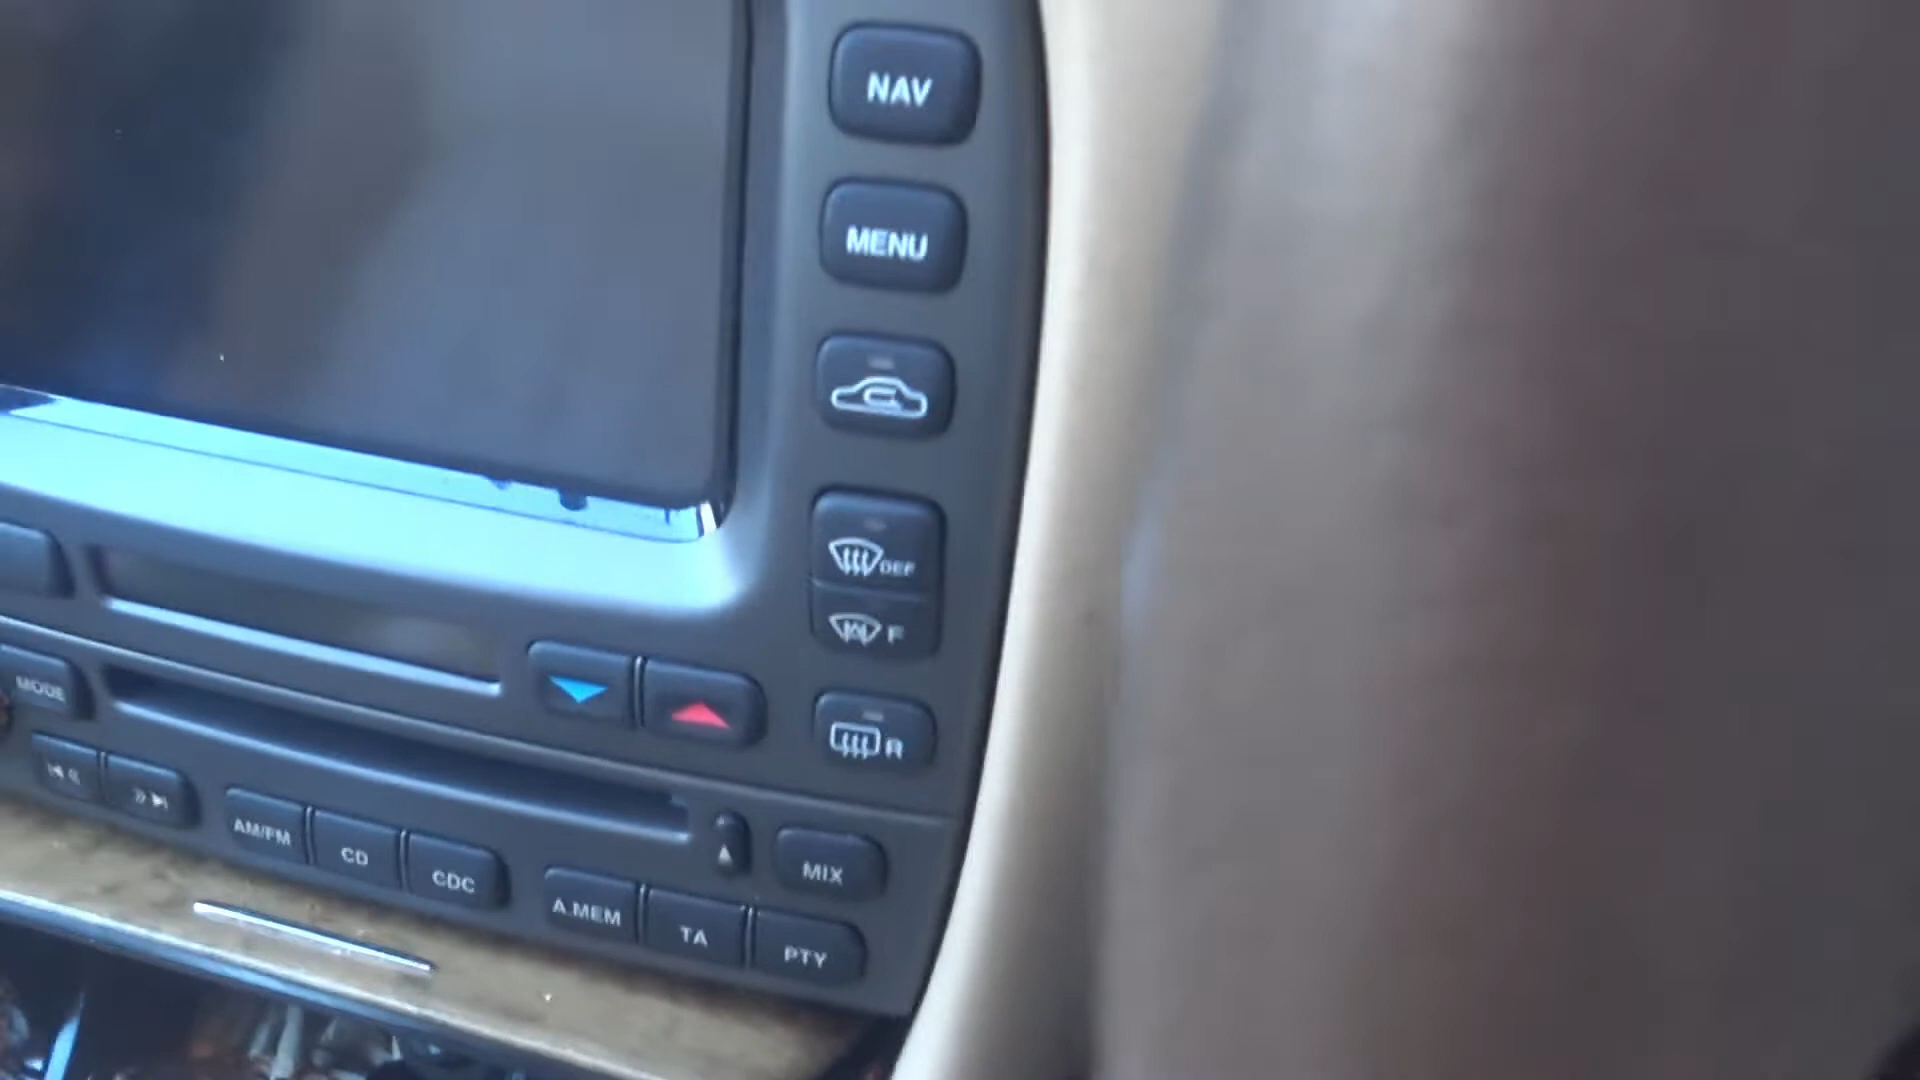 NAV
MENU
DEF
F
R
MODE
AM/FM
CD
CDC
MIX
A.MEM
TA
PTY